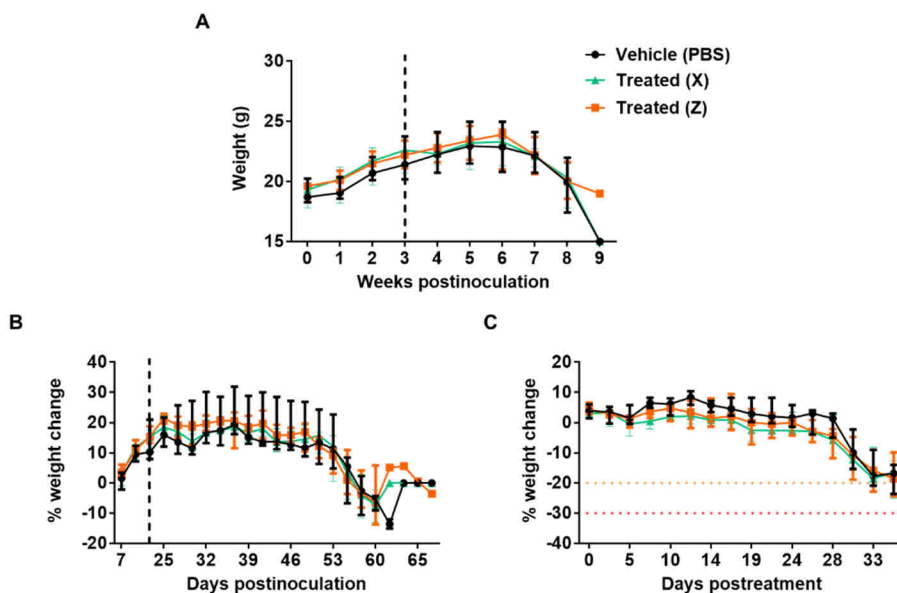 A
Vehicle (PBS)
Treated (X)
Treated (Z)
Weight (g)
30
25
20
15
0 1 2 3 4 5 6 7 8 9
Weeks postinoculation
B
% weight change
40
30
20
10
0
-10
-20
7 25 32 39 46 53 60 65
Days postinoculation
C
% weight change
20
10
0
-10
-20
-30
-40
0 5 10 14 19 24 28 33
Days postreatment